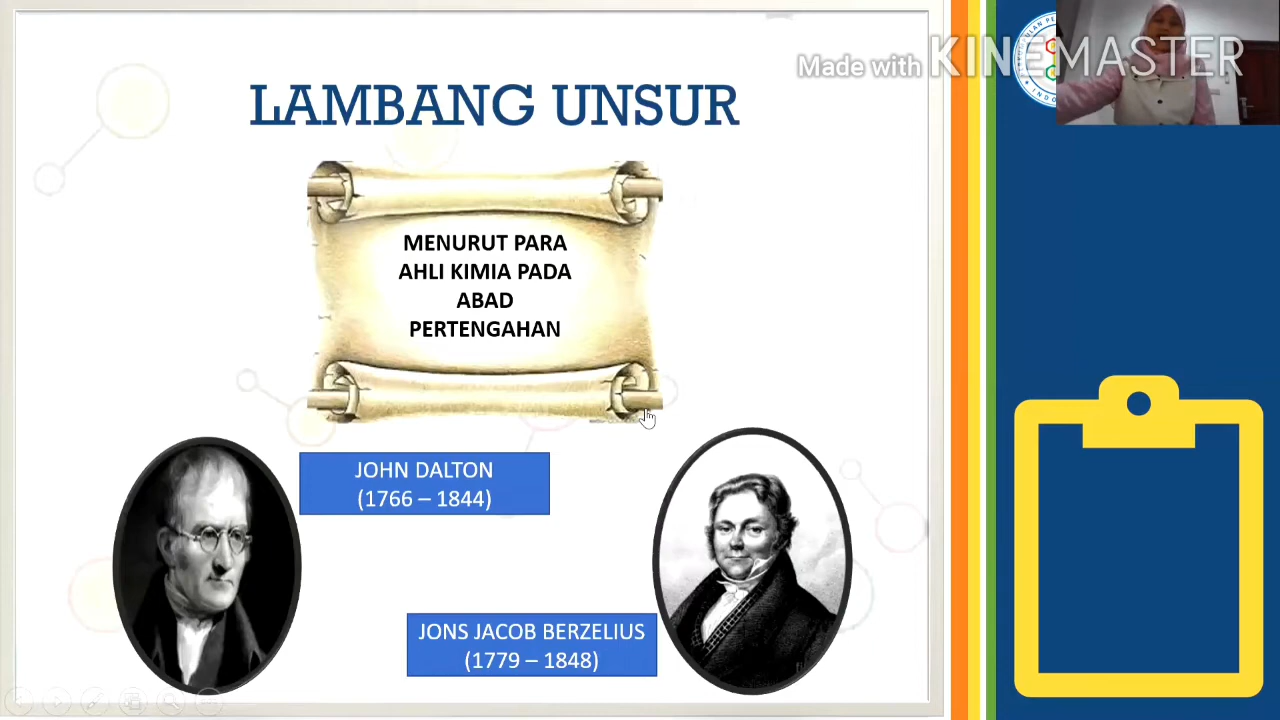 LAMBANG UNSUR
MENURUT PARA
AHLI KIMIA PADA
ABAD
PERTENGAHAN
JOHN DALTON
(1766 – 1844)
JONS JACOB BERZELIUS
(1779 – 1848)
Made with KINEMASTER